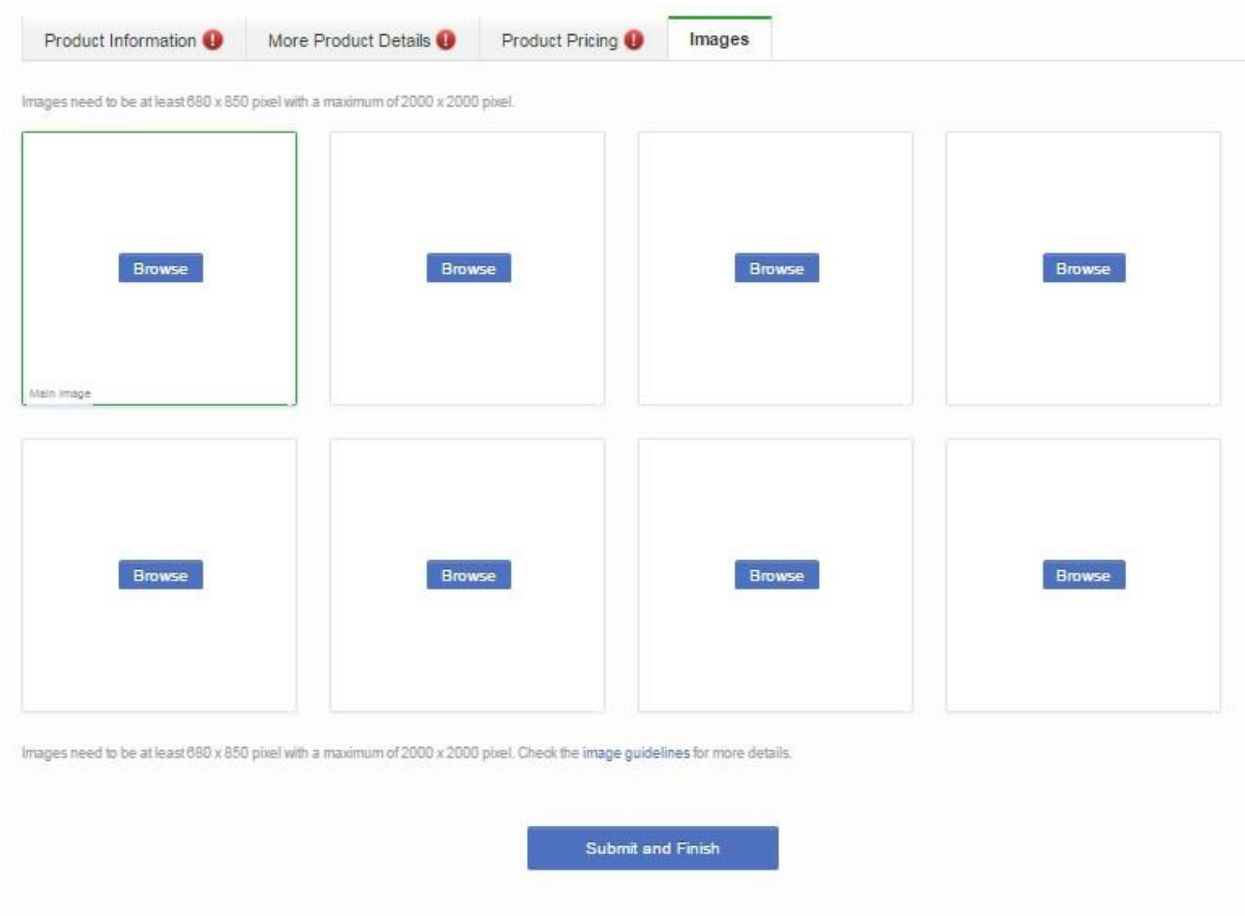 Product Information ! More Product Details ! Product Pricing ! Images
Images need to be at least 680 x 850 pixel with a maximum of 2000 x 2000 pixel.
Browse Browse Browse Browse
Main Image
Browse Browse Browse Browse
Images need to be at least 680 x 850 pixel with a maximum of 2000 x 2000 pixel. Check the image guidelines for more details.
Submit and Finish